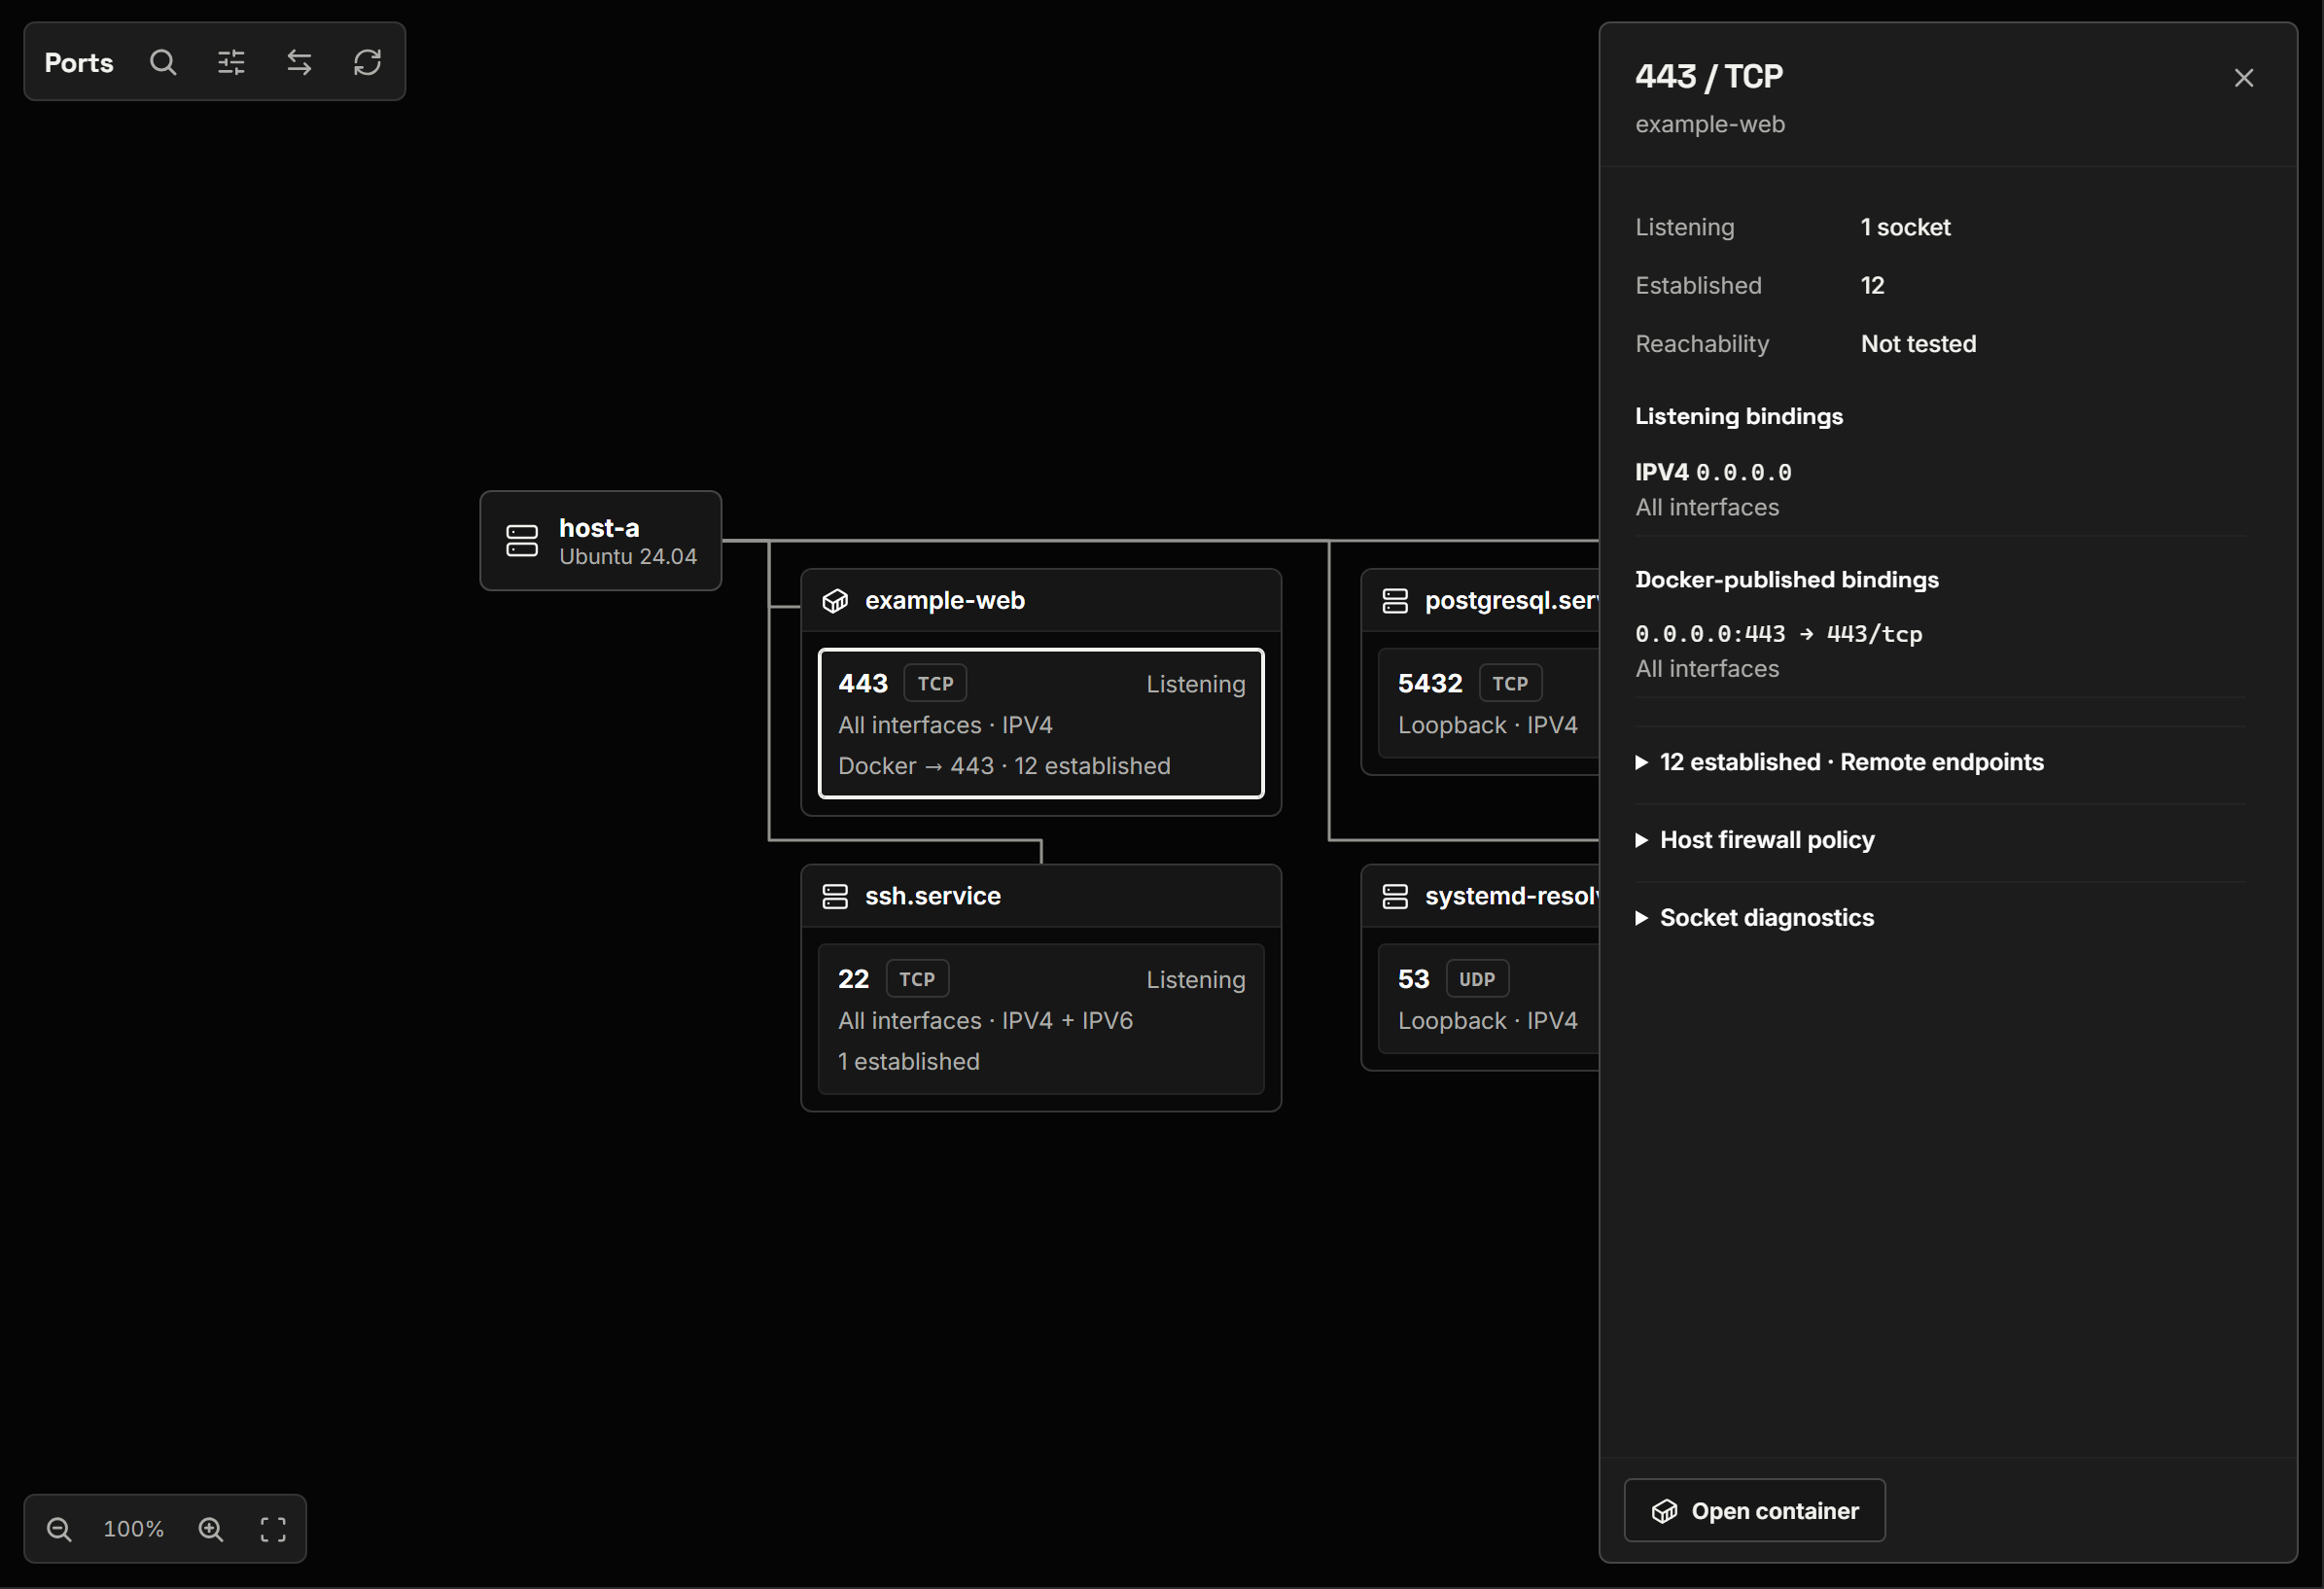 Ports
host-a
Ubuntu 24.04
example-web
443 TCP Listening
All interfaces · IPV4
Docker → 443 · 12 established
ssh.service
22 TCP Listening
All interfaces · IPV4 + IPV6
1 established
postgresql.serv
5432 TCP
Loopback · IPV4
systemd-resolv
53 UDP
Loopback · IPV4
100%
443 / TCP
example-web
Listening 1 socket
Established 12
Reachability Not tested
Listening bindings
IPV4 0.0.0.0
All interfaces
Docker-published bindings
0.0.0.0:443 → 443/tcp
All interfaces
12 established · Remote endpoints
Host firewall policy
Socket diagnostics
Open container